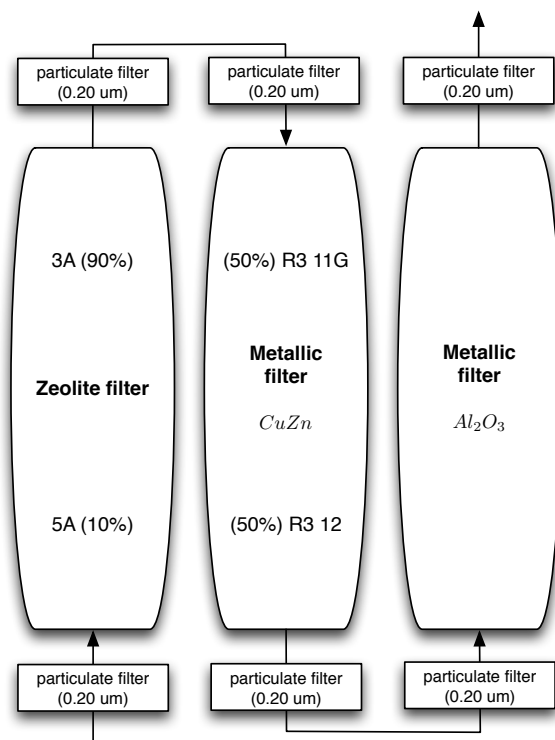 particulate filter
(0.20 um)
particulate filter
(0.20 um)
particulate filter
(0.20 um)
3A (90%)
Zeolite filter
5A (10%)
(50%) R3 11G
Metallic
filter
CuZn
(50%) R3 12
Metallic
filter
Al₂O₃
particulate filter
(0.20 um)
particulate filter
(0.20 um)
particulate filter
(0.20 um)